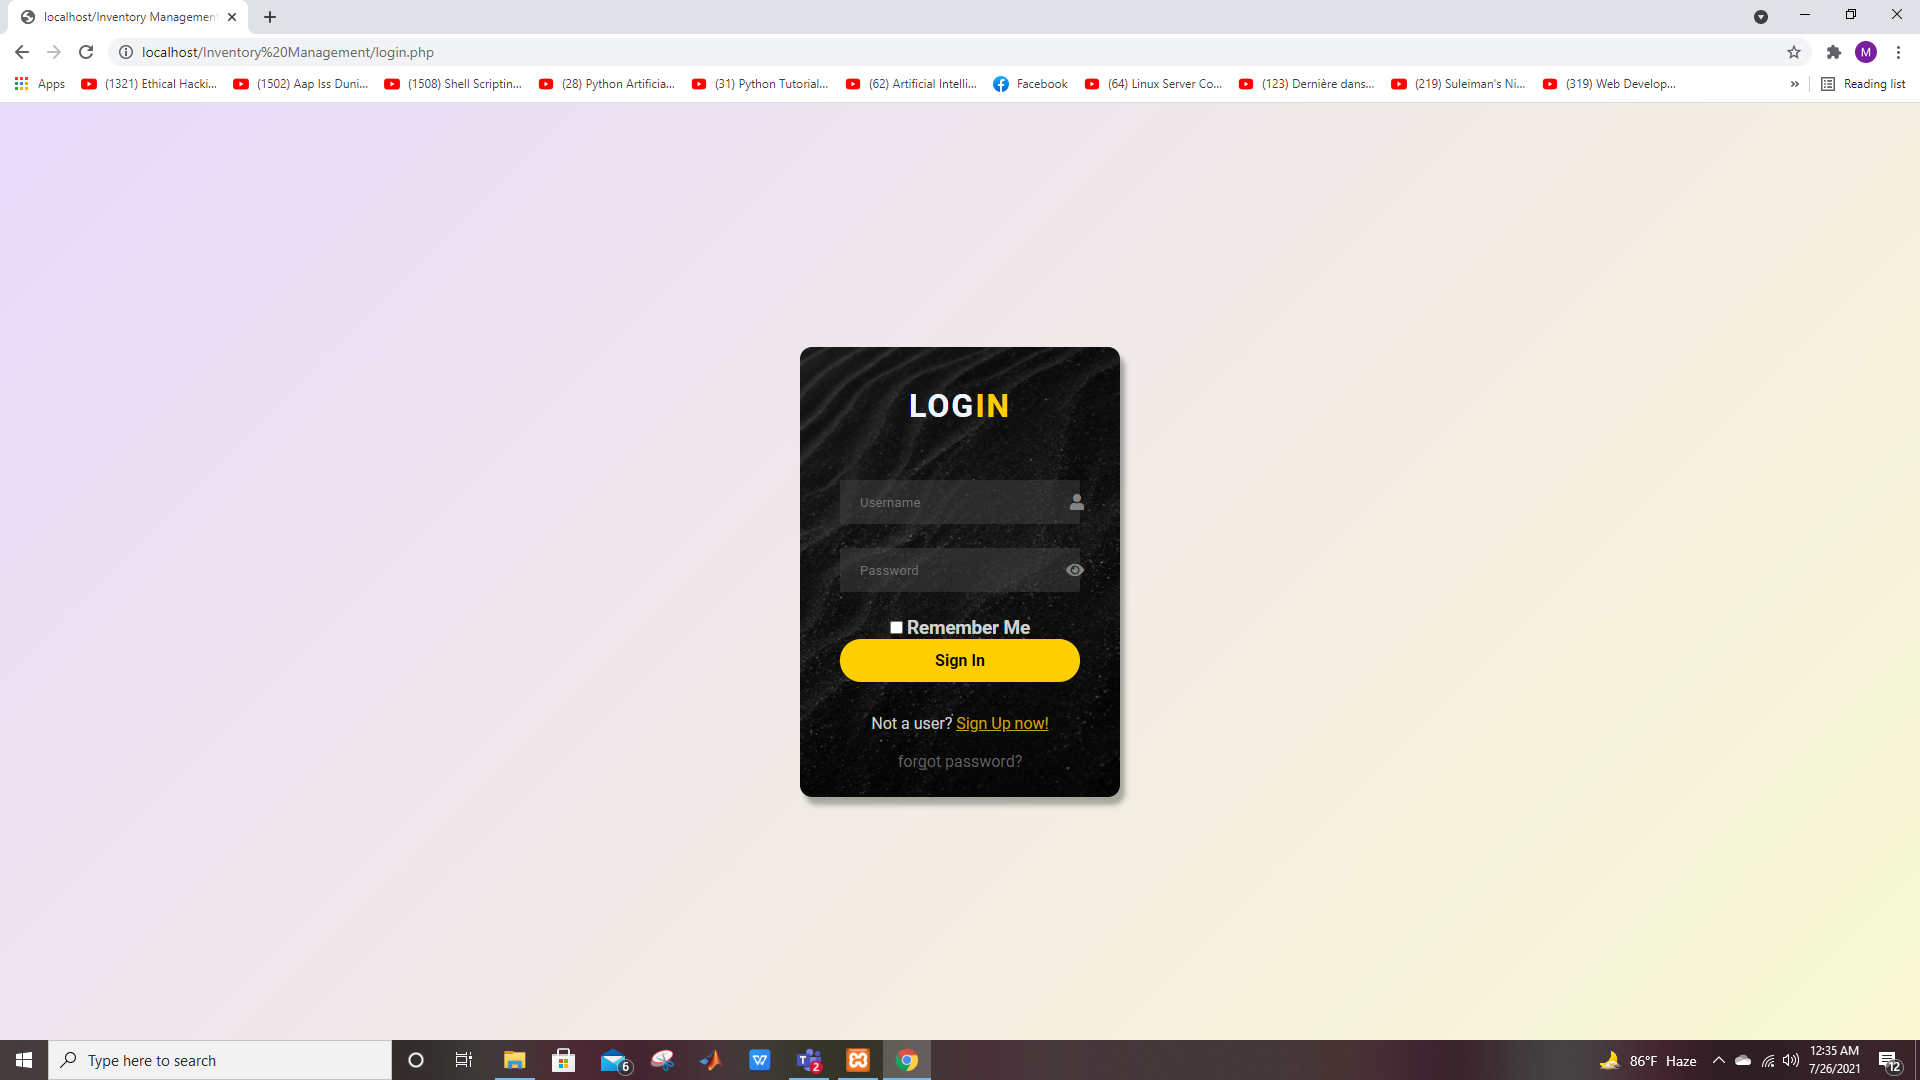 localhost/Inventory Management
localhost/Inventory%20Management/login.php
M
Apps
(1321) Ethical Hacki...
(1502) Aap Iss Duni...
(1508) Shell Scriptin...
(28) Python Artificia...
(31) Python Tutorial...
(62) Artificial Intelli...
Facebook
(64) Linux Server Co...
(123) Dernière dans...
(219) Suleiman's Ni...
(319) Web Develop...
»
Reading list
LOGIN
Username
Password
Remember Me
Sign In
Not a user? Sign Up now!
forgot password?
Type here to search
6
W
T
2
86°F Haze
12:35 AM
7/26/2021
12